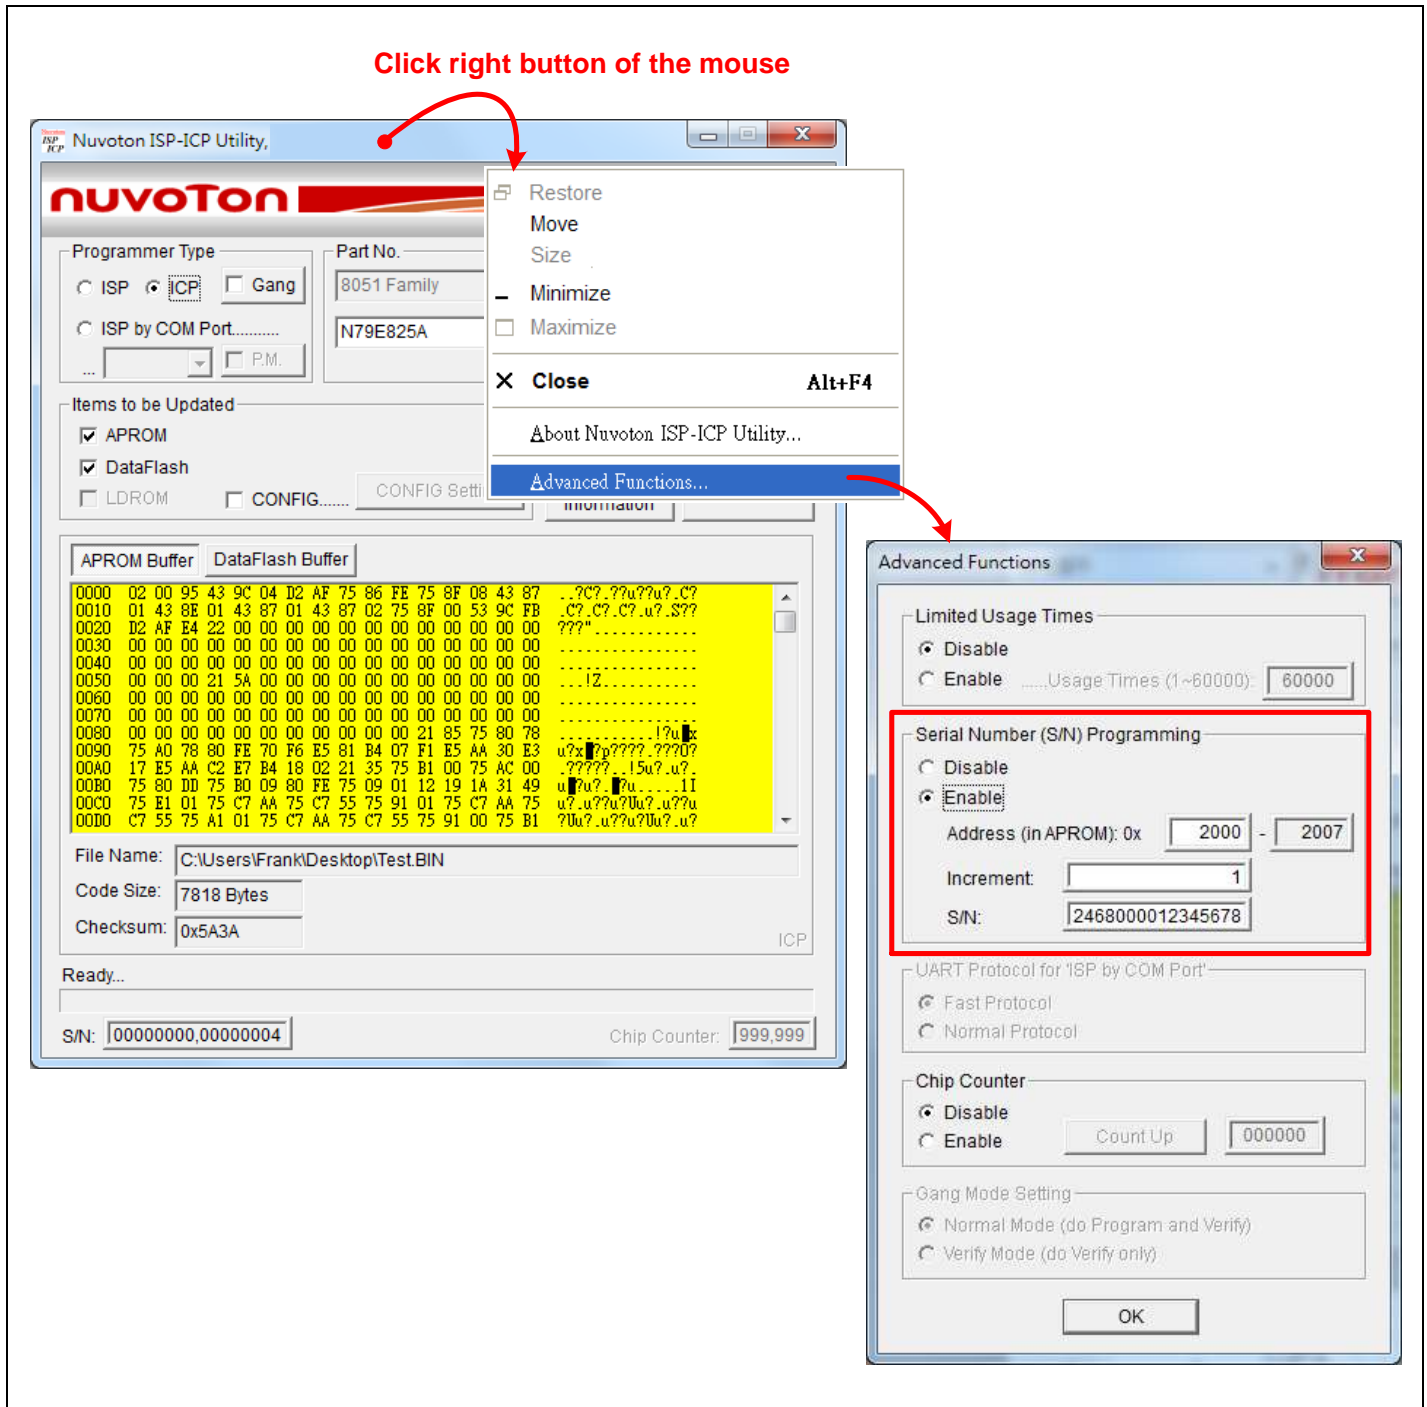 Click right button of the mouse
Nuvoton ISP ICP
Nuvoton ISP-ICP Utility,
nuvoTon
Restore
Move
Size
Minimize
Maximize
Close Alt+F4
About Nuvoton ISP-ICP Utility...
Advanced Functions...
Programmer Type
ISP ICP Gang
ISP by COM Port...........
... P.M.
Part No.
8051 Family
N79E825A
Items to be Updated
APROM
DataFlash
LDROM CONFIG....... CONFIG Setti
Information
APROM Buffer DataFlash Buffer
0000 02 00 95 43 9C 04 D2 AF 75 86 FE 75 8F 08 43 87 ..?C?.??u??u?.C?
0010 01 43 8E 01 43 87 01 43 87 02 75 8F 00 53 9C FB .C?.C?.C?.u?.S??
0020 D2 AF E4 22 00 00 00 00 00 00 00 00 00 00 00 00 ???"............
0030 00 00 00 00 00 00 00 00 00 00 00 00 00 00 00 00 ................
0040 00 00 00 00 00 00 00 00 00 00 00 00 00 00 00 00 ................
0050 00 00 00 21 5A 00 00 00 00 00 00 00 00 00 00 00 ...!Z...........
0060 00 00 00 00 00 00 00 00 00 00 00 00 00 00 00 00 ................
0070 00 00 00 00 00 00 00 00 00 00 00 00 00 00 00 00 ................
0080 00 00 00 00 00 00 00 00 00 00 00 21 85 75 80 78 ...........!?u█x
0090 75 A0 78 80 FE 70 F6 E5 81 B4 07 F1 E5 AA 30 E3 u?x█?p????.???0?
00A0 17 E5 AA C2 E7 B4 18 02 21 35 75 B1 00 75 AC 00 .?????..!5u?.u?.
00B0 75 80 DD 75 B0 09 80 FE 75 09 01 12 19 1A 31 49 u█?u?.█?u.....1I
00C0 75 E1 01 75 C7 AA 75 C7 55 75 91 01 75 C7 AA 75 u?.u??u?Uu?.u??u
00D0 C7 55 75 A1 01 75 C7 AA 75 C7 55 75 91 00 75 B1 ?Uu?.u??u?Uu?.u?
File Name: C:\Users\Frank\Desktop\Test.BIN
Code Size: 7818 Bytes
Checksum: 0x5A3A
ICP
Ready...
S/N: 00000000,00000004 Chip Counter: 999,999
Advanced Functions
Limited Usage Times
Disable
Enable .....Usage Times (1~60000): 60000
Serial Number (S/N) Programming
Disable
Enable
Address (in APROM): 0x 2000 - 2007
Increment: 1
S/N: 2468000012345678
UART Protocol for 'ISP by COM Port'
Fast Protocol
Normal Protocol
Chip Counter
Disable
Enable Count Up 000000
Gang Mode Setting
Normal Mode (do Program and Verify)
Verify Mode (do Verify only)
OK